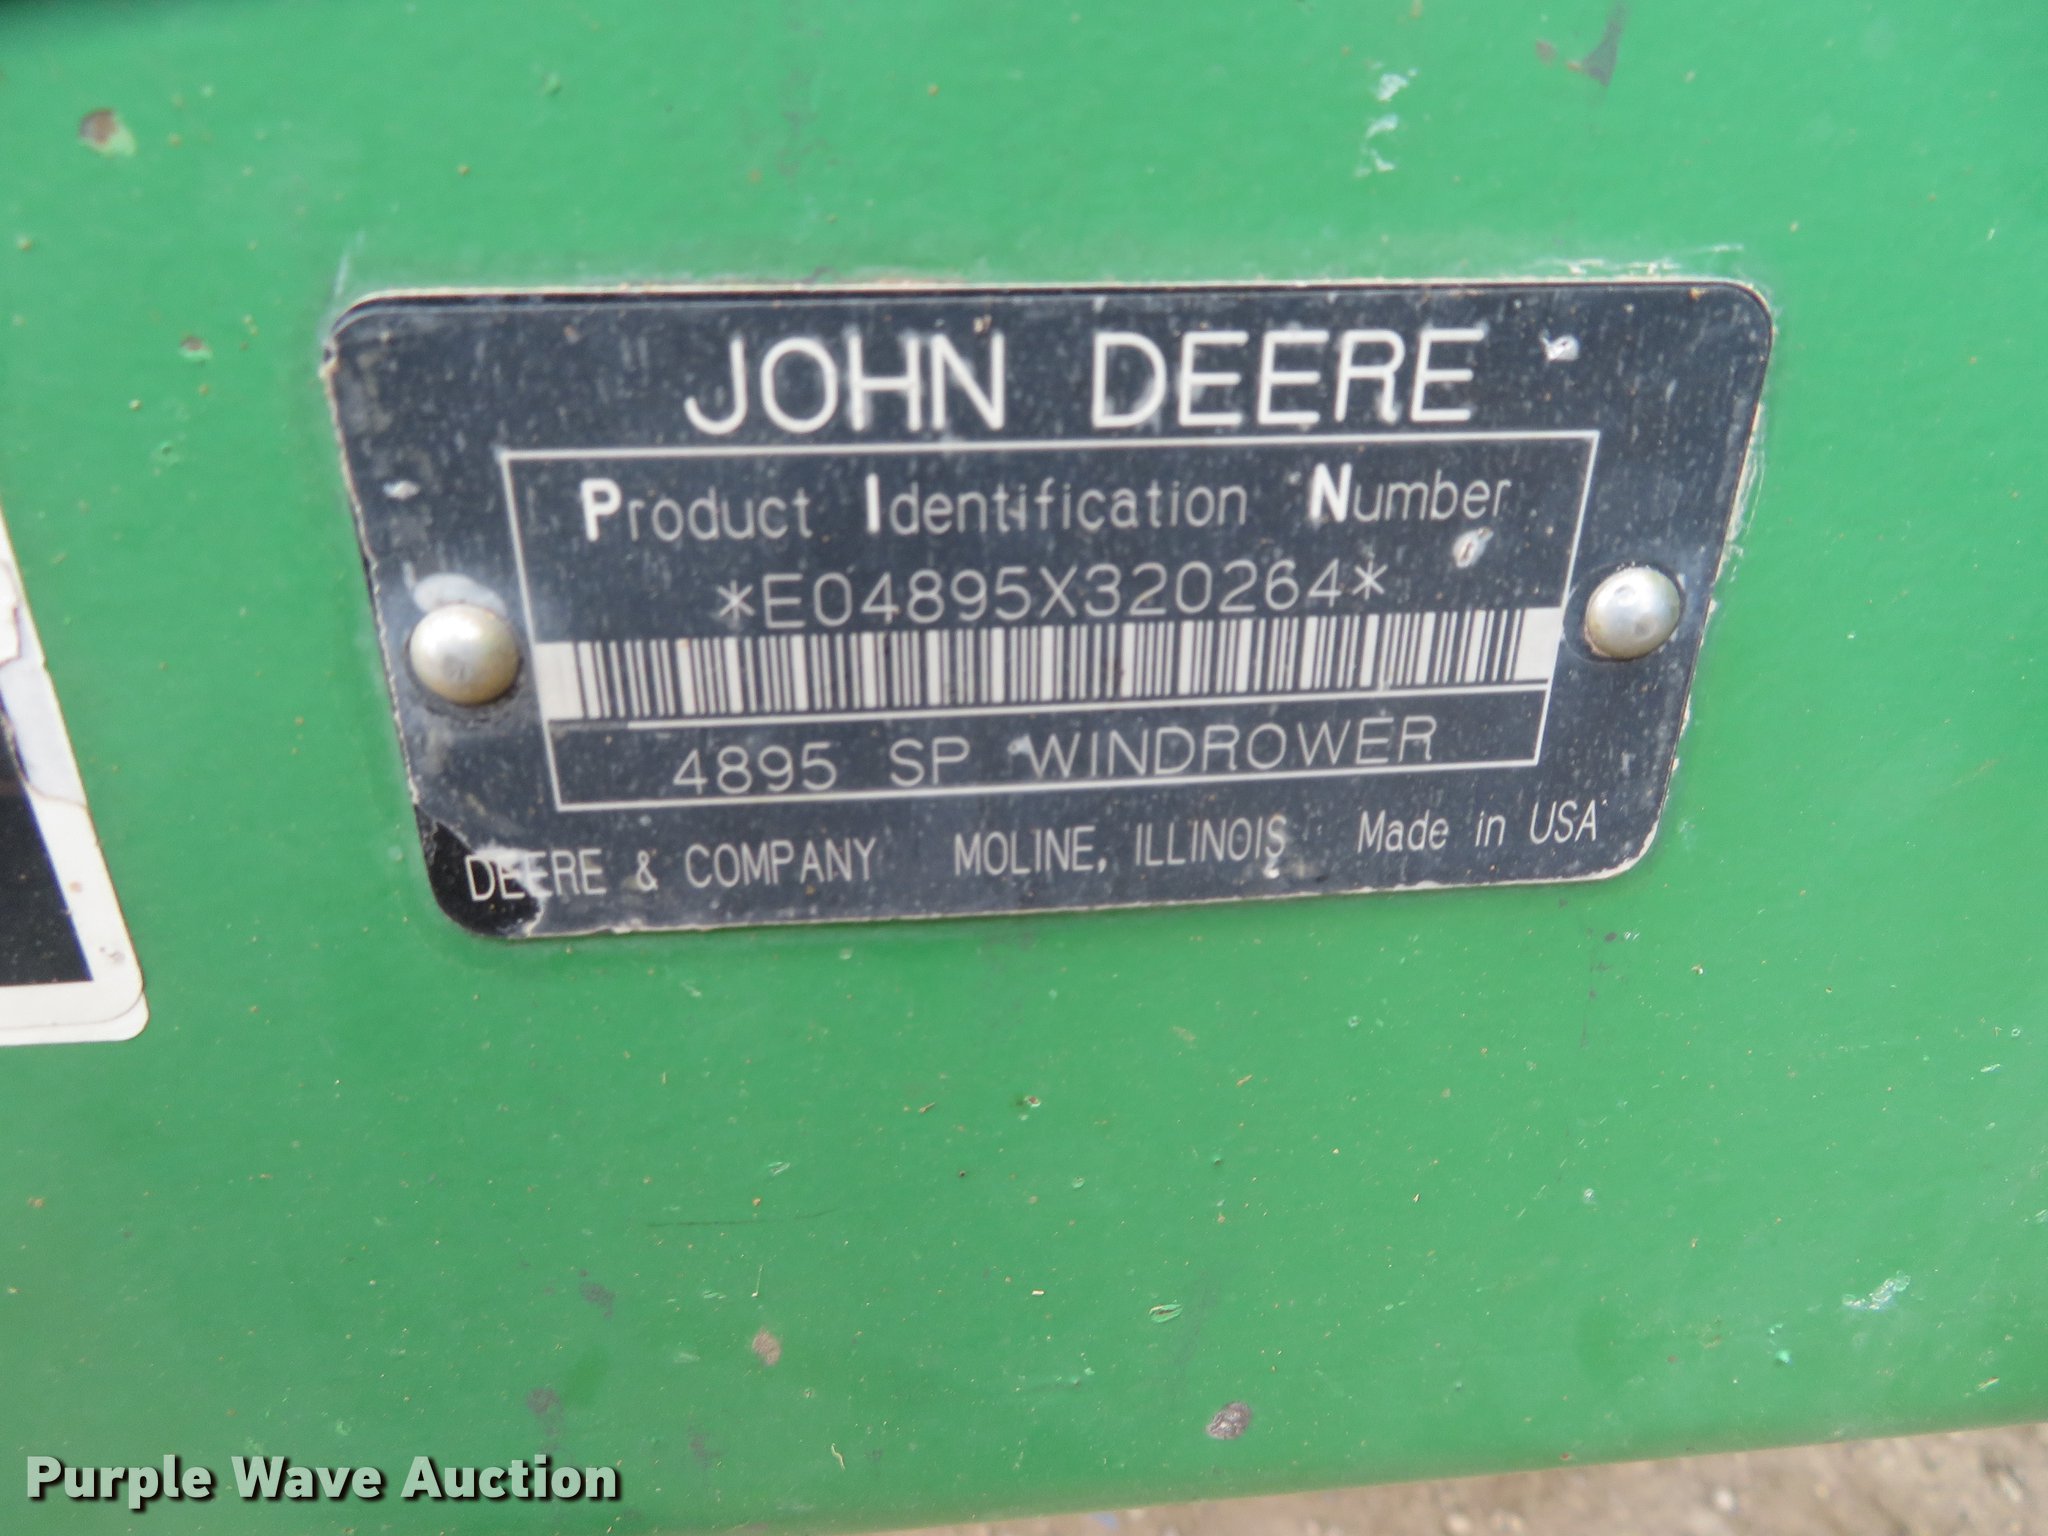 JOHN DEERE
Product Identification Number
*E04895X320264*
4895 SP WINDROWER
DEERE & COMPANY MOLINE, ILLINOIS Made in USA
Purple Wave Auction